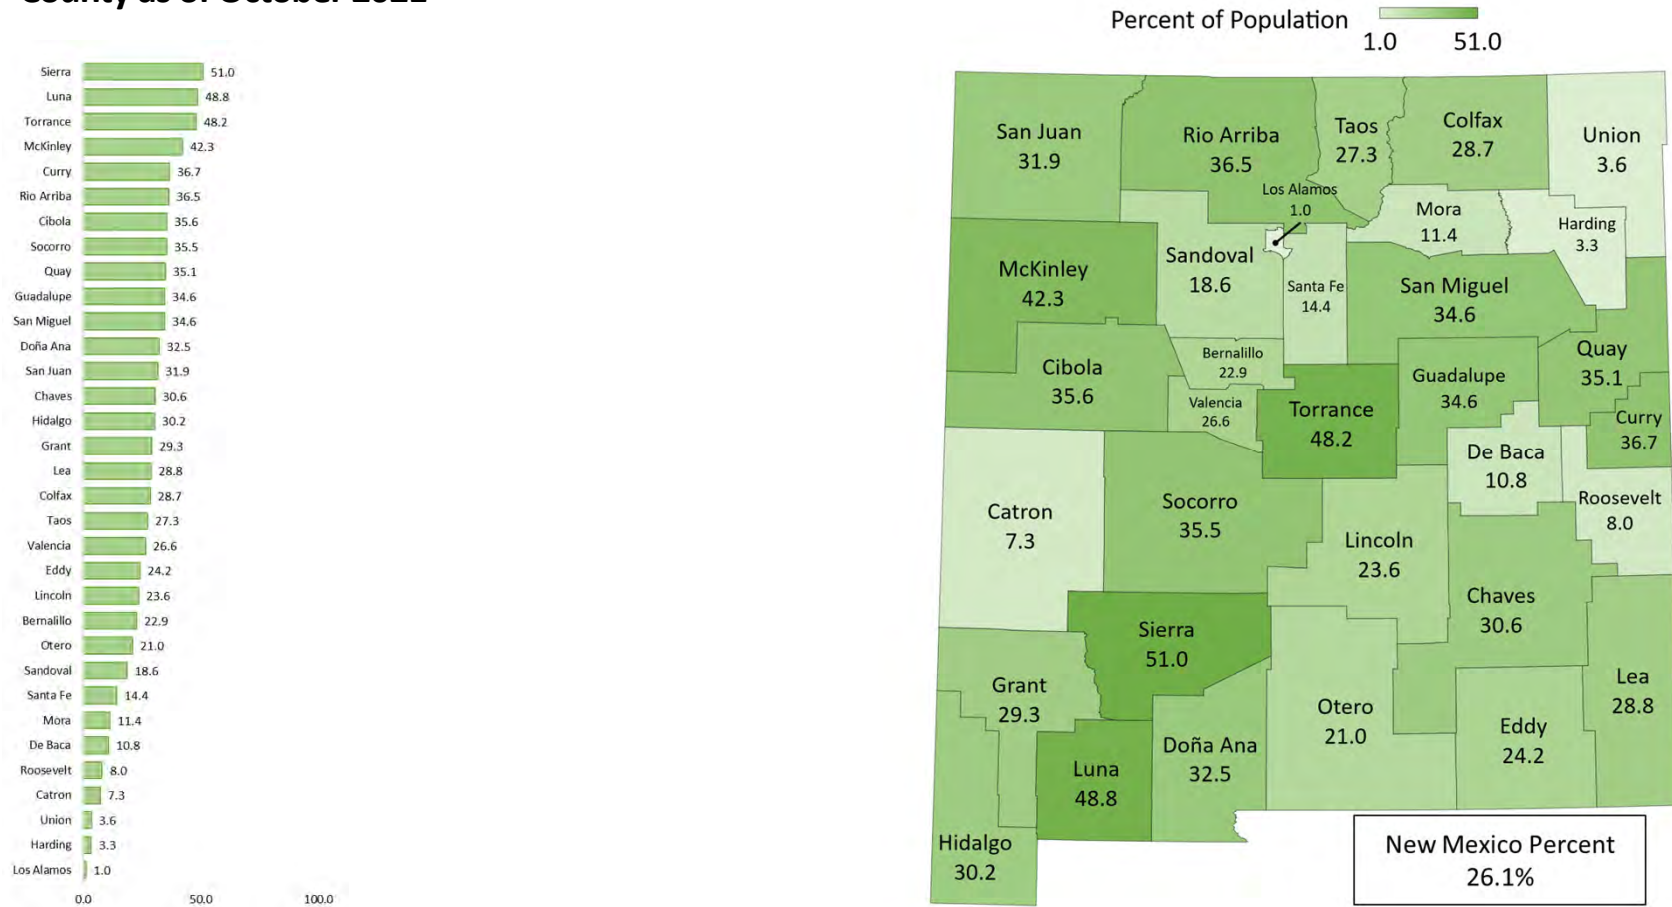 County as of October 2021
Sierra 51.0
Luna 48.8
Torrance 48.2
McKinley 42.3
Curry 36.7
Rio Arriba 36.5
Cibola 35.6
Socorro 35.5
Quay 35.1
Guadalupe 34.6
San Miguel 34.6
Doña Ana 32.5
San Juan 31.9
Chaves 30.6
Hidalgo 30.2
Grant 29.3
Lea 28.8
Colfax 28.7
Taos 27.3
Valencia 26.6
Eddy 24.2
Lincoln 23.6
Bernalillo 22.9
Otero 21.0
Sandoval 18.6
Santa Fe 14.4
Mora 11.4
De Baca 10.8
Roosevelt 8.0
Catron 7.3
Union 3.6
Harding 3.3
Los Alamos 1.0
0.0 50.0 100.0
Percent of Population
1.0 51.0
San Juan
31.9
Rio Arriba
36.5
Taos
27.3
Colfax
28.7
Union
3.6
Los Alamos
1.0
Mora
11.4
Harding
3.3
McKinley
42.3
Sandoval
18.6
Santa Fe
14.4
San Miguel
34.6
Quay
35.1
Cibola
35.6
Bernalillo
22.9
Valencia
26.6
Torrance
48.2
Guadalupe
34.6
Curry
36.7
De Baca
10.8
Roosevelt
8.0
Catron
7.3
Socorro
35.5
Lincoln
23.6
Chaves
30.6
Sierra
51.0
Grant
29.3
Otero
21.0
Lea
28.8
Eddy
24.2
Doña Ana
32.5
Luna
48.8
Hidalgo
30.2
New Mexico Percent
26.1%